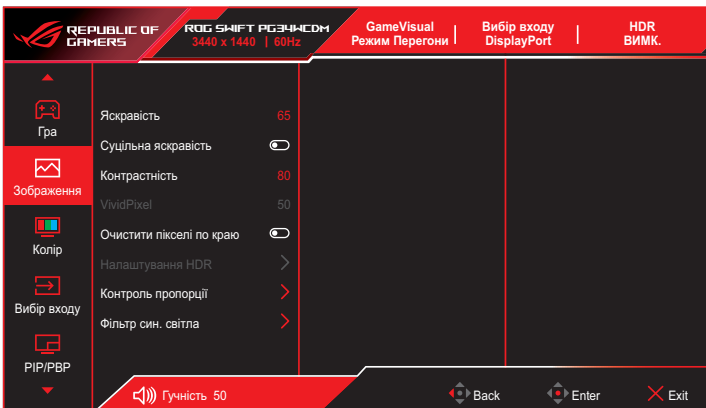 REPUBLIC OF
GAMERS
ROG SWIFT PG34WCDM
3440 x 1440 | 60Hz
GameVisual
Режим Перегони
Вибір входу
DisplayPort
HDR
ВИМК.
Гра
Зображення
Колір
Вибір входу
PIP/PBP
Яскравість 65
Суцільна яскравість
Контрастність 80
VividPixel 50
Очистити пікселі по краю
Налаштування HDR
Контроль пропорції
Фільтр син. світла
Гучність 50
Back
Enter
Exit